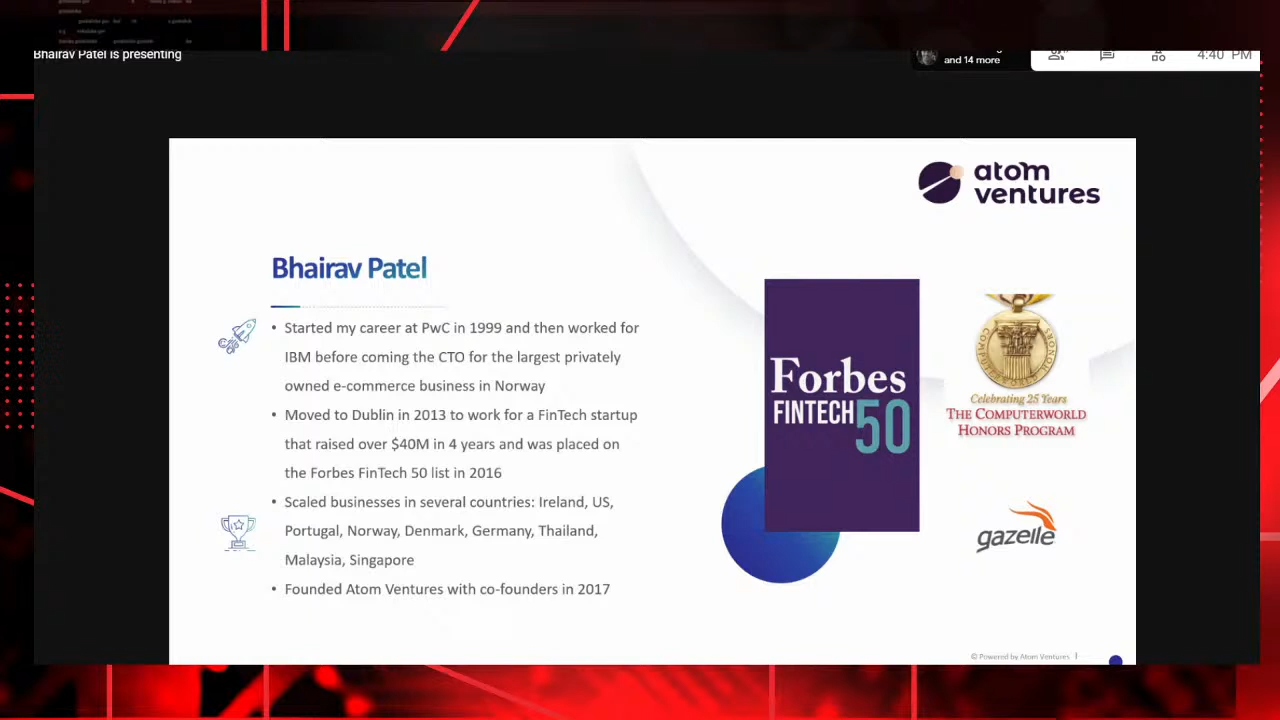 Bhairav Patel is presenting
and 14 more
4:40 PM
atom
ventures
Bhairav Patel
• Started my career at PwC in 1999 and then worked for
IBM before coming the CTO for the largest privately
owned e-commerce business in Norway
• Moved to Dublin in 2013 to work for a FinTech startup
that raised over $40M in 4 years and was placed on
the Forbes FinTech 50 list in 2016
• Scaled businesses in several countries: Ireland, US,
Portugal, Norway, Denmark, Germany, Thailand,
Malaysia, Singapore
• Founded Atom Ventures with co-founders in 2017
Forbes
FINTECH 50
COMPUTERWORLD HONORS
Celebrating 25 Years
THE COMPUTERWORLD
HONORS PROGRAM
gazelle
© Powered by Atom Ventures |